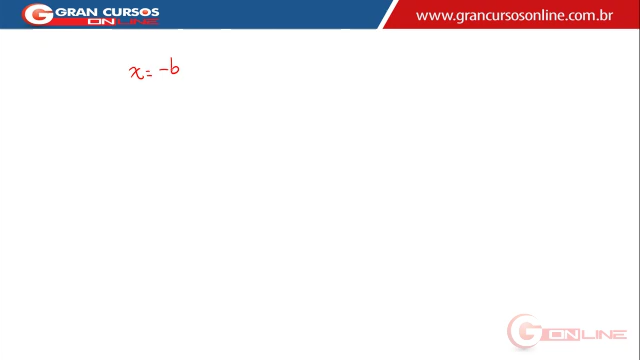 GRAN CURSOS
ONLINE
www.grancursosonline.com.br
x = -b
G ONLINE